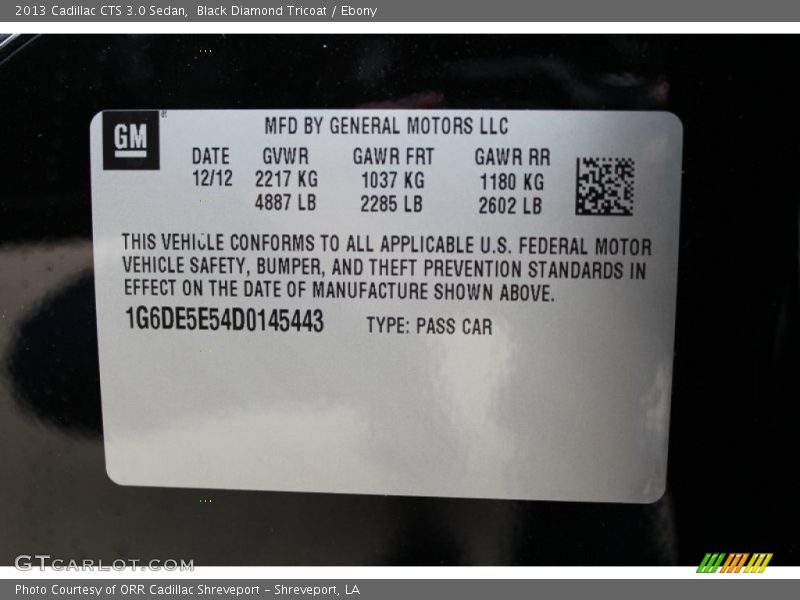 2013 Cadillac CTS 3.0 Sedan, Black Diamond Tricoat / Ebony
GM
®
MFD BY GENERAL MOTORS LLC
DATE GVWR GAWR FRT GAWR RR
12/12 2217 KG 1037 KG 1180 KG
4887 LB 2285 LB 2602 LB
THIS VEHICLE CONFORMS TO ALL APPLICABLE U.S. FEDERAL MOTOR
VEHICLE SAFETY, BUMPER, AND THEFT PREVENTION STANDARDS IN
EFFECT ON THE DATE OF MANUFACTURE SHOWN ABOVE.
1G6DE5E54D0145443 TYPE: PASS CAR
GTCARLOT.COM
Photo Courtesy of ORR Cadillac Shreveport - Shreveport, LA